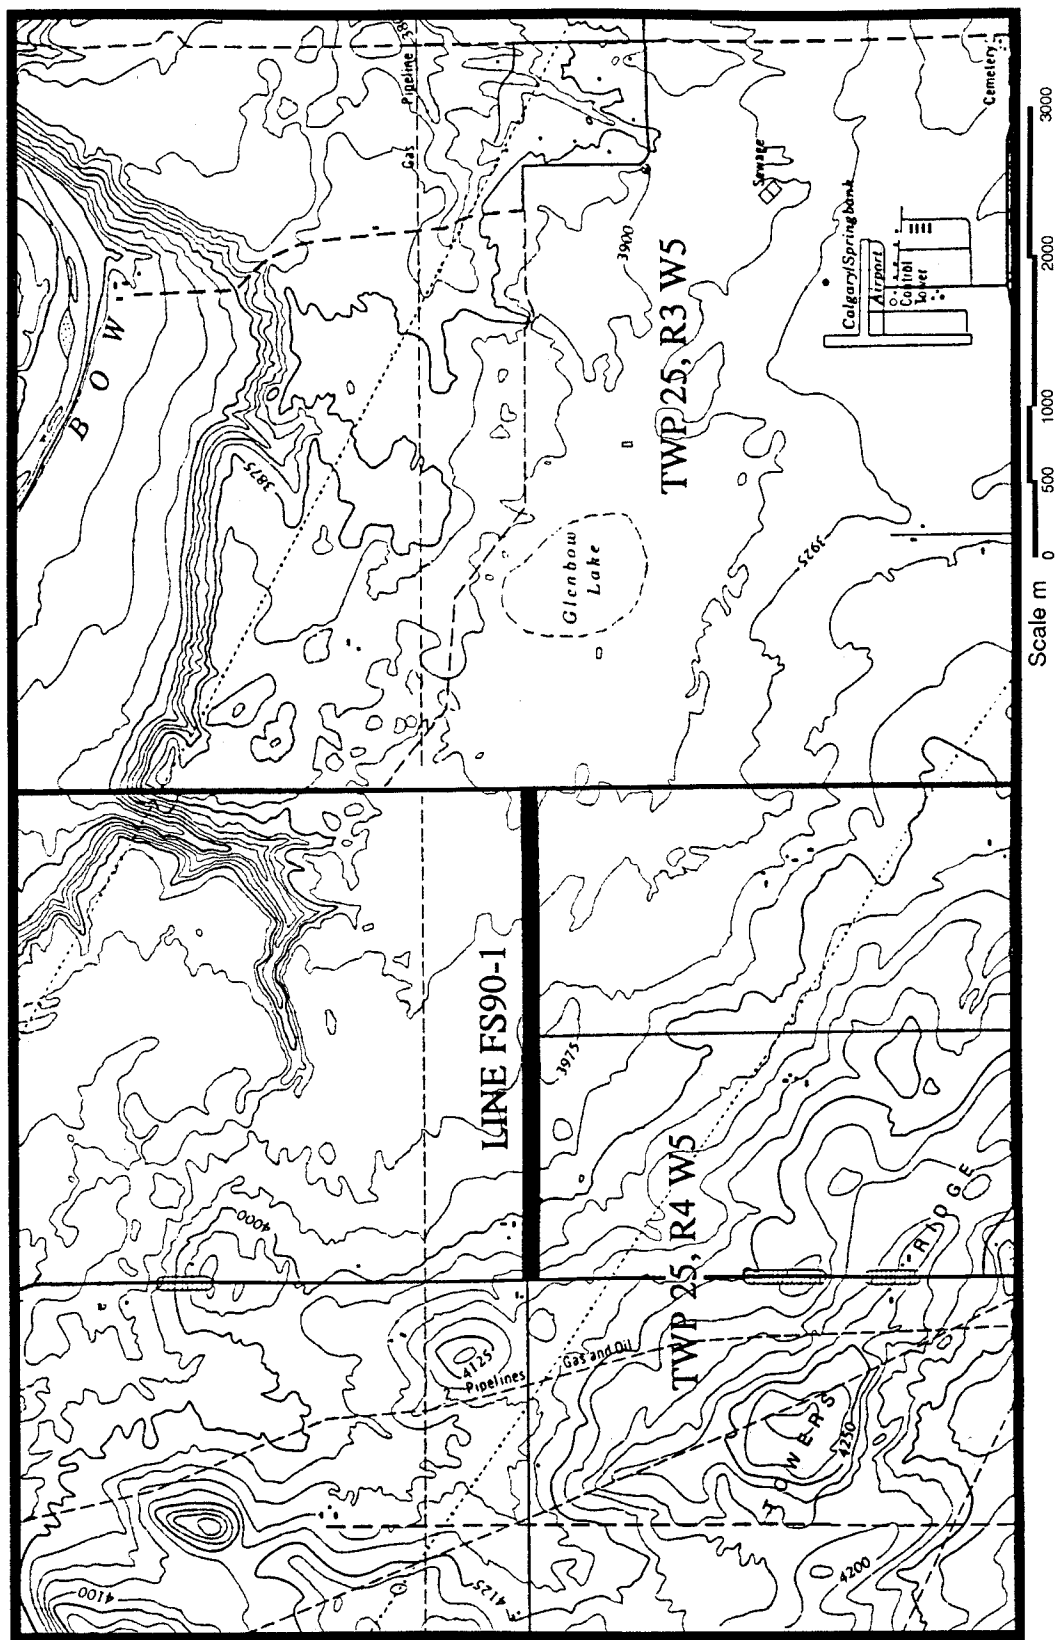 4100
4125
4125
Pipelines
Gas and Oil
4000
LINE FS90-1
TWP 25, R4 W5
3975
TOWERS
4250
4200
RIDGE
BOW
3875
Gas Pipeline
Glenbow
Lake
3900
TWP 25, R3 W5
3925
Sewage
Calgary/Springbank
Airport
Control
Tower
Cemetery
Scale m
0 500 1000 2000 3000